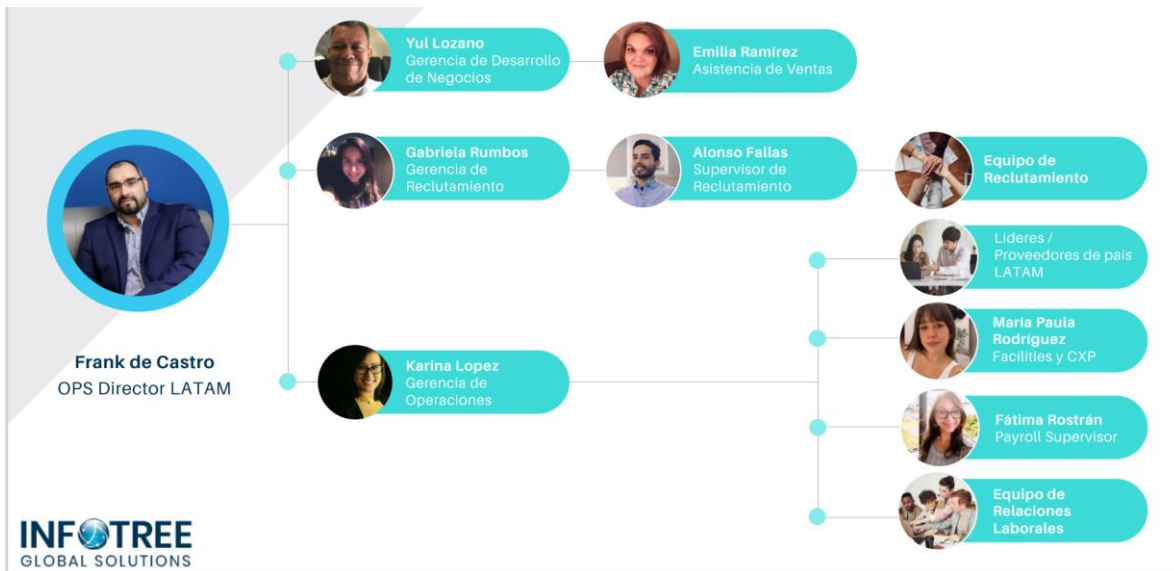 Yul Lozano
Gerencia de Desarrollo
de Negocios
Emilia Ramírez
Asistencia de Ventas
Gabriela Rumbos
Gerencia de
Reclutamiento
Alonso Fallas
Supervisor de
Reclutamiento
Equipo de
Reclutamiento
Líderes /
Proveedores de país
LATAM
María Paula
Rodríguez
Facilities y CXP
Frank de Castro
OPS Director LATAM
Karina Lopez
Gerencia de
Operaciones
Fátima Rostrán
Payroll Supervisor
Equipo de
Relaciones
Laborales
INFOTREE
GLOBAL SOLUTIONS